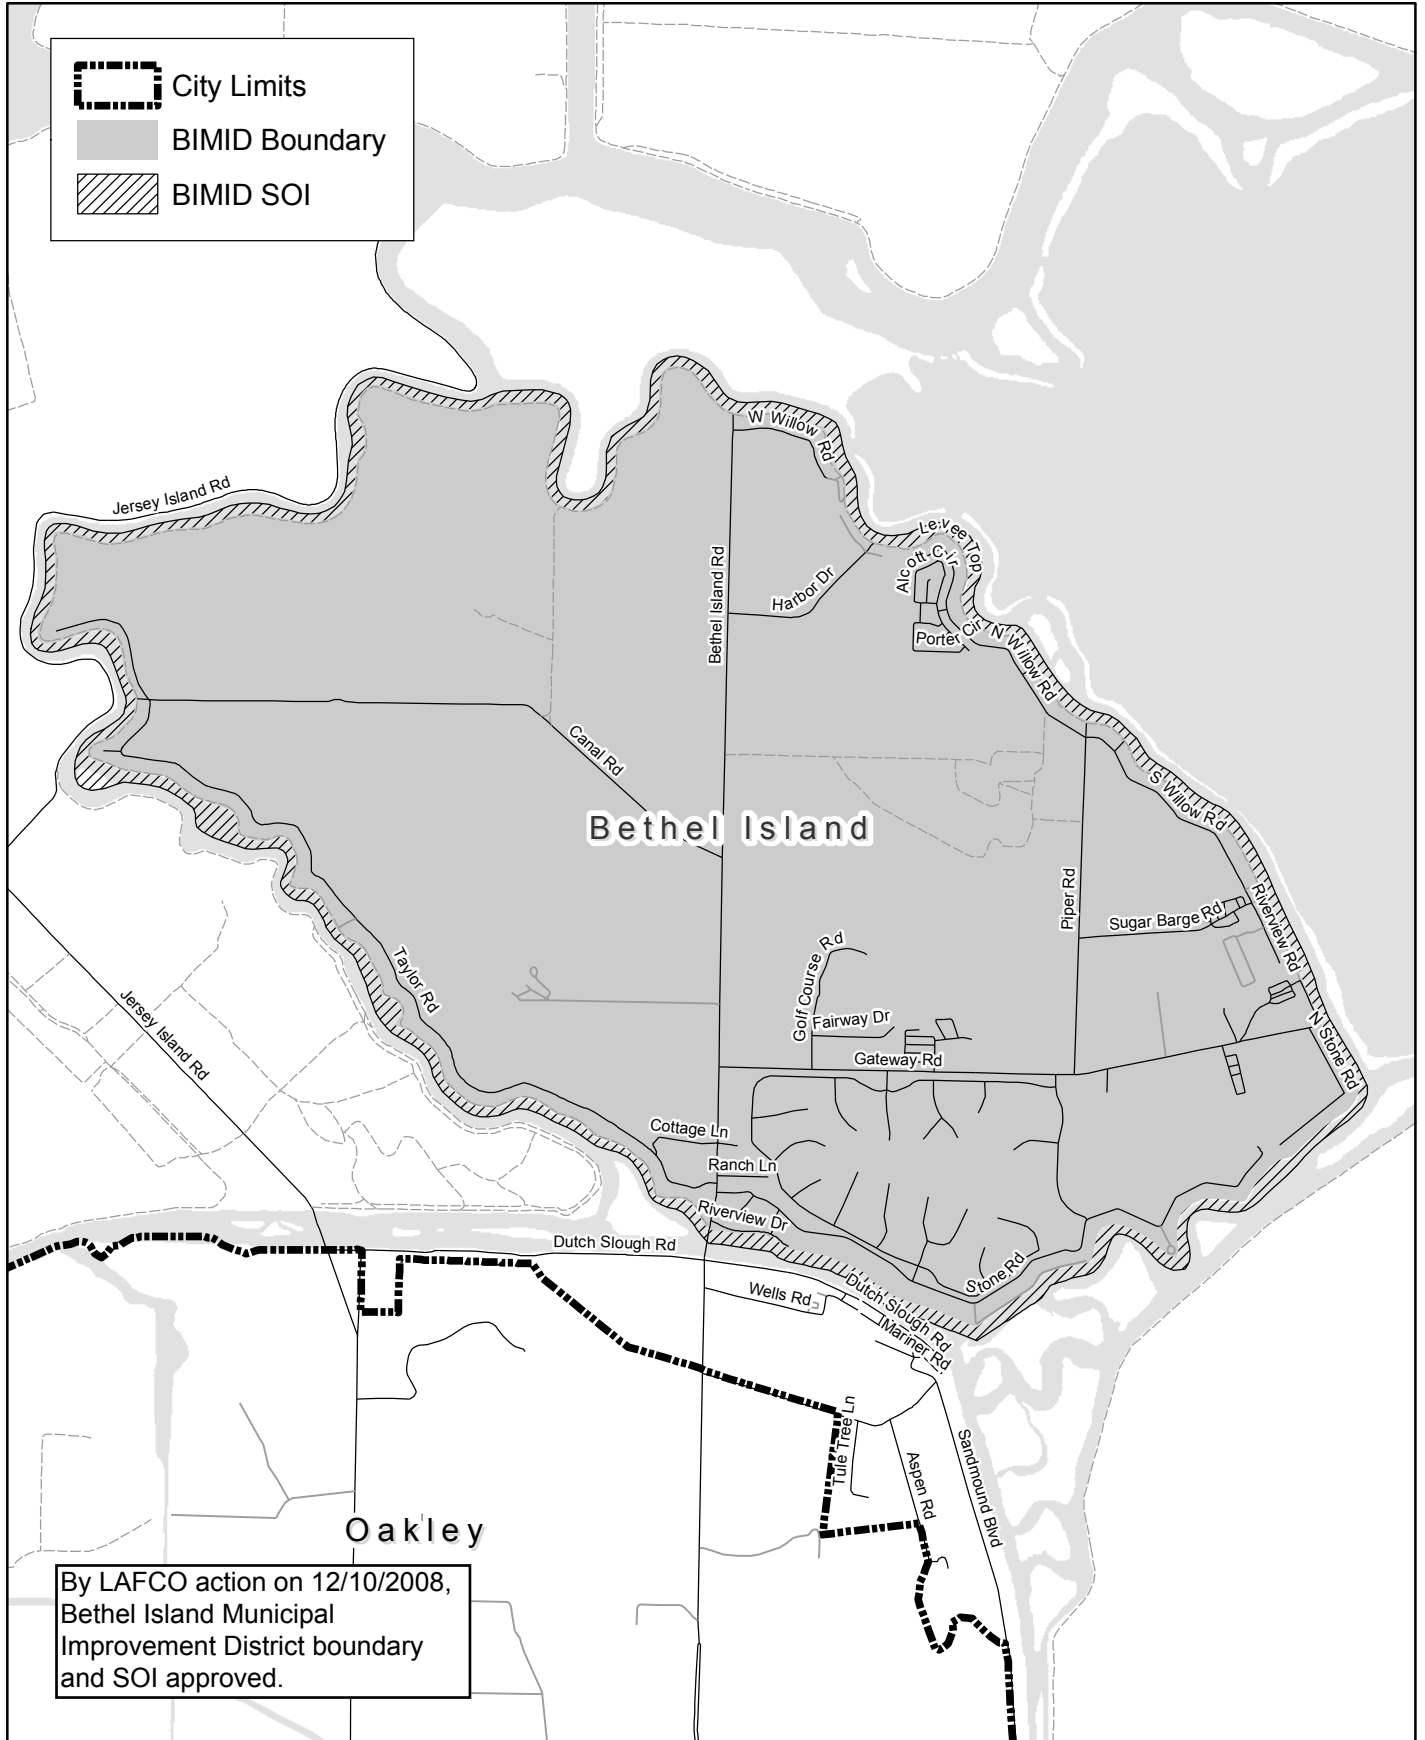 City Limits
BIMID Boundary
BIMID SOI
W Willow Rd
Jersey Island Rd
Levee Top
Alcott Cir
Bethel Island Rd
Harbor Dr
Porter Cir
N Willow Rd
Canal Rd
S Willow Rd
Bethel Island
Piper Rd
Riverview Rd
Sugar Barge Rd
Taylor Rd
Golf Course Rd
Jersey Island Rd
Fairway Dr
N Stone Rd
Gateway Rd
Cottage Ln
Ranch Ln
Riverview Dr
Dutch Slough Rd
Stone Rd
Wells Rd
Dutch Slough Rd
Mariner Rd
Tule Tree Ln
Aspen Rd
Sandmound Blvd
Oakley
By LAFCO action on 12/10/2008,
Bethel Island Municipal
Improvement District boundary
and SOI approved.